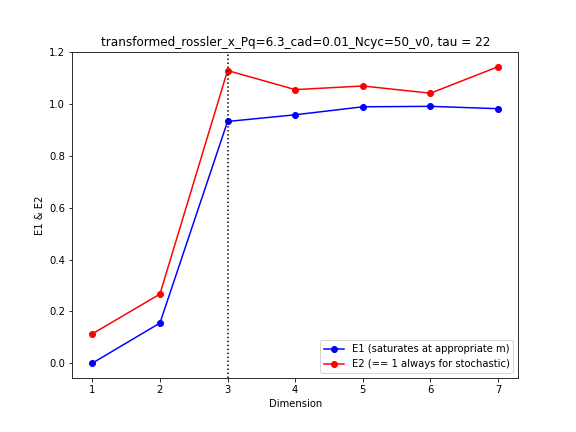 transformed_rossler_x_Pq=6.3_cad=0.01_Ncyc=50_v0, tau = 22
1.2
1.0
0.8
0.6
0.4
0.2
0.0
E1 & E2
E1 (saturates at appropriate m)
E2 (== 1 always for stochastic)
1 2 3 4 5 6 7
Dimension